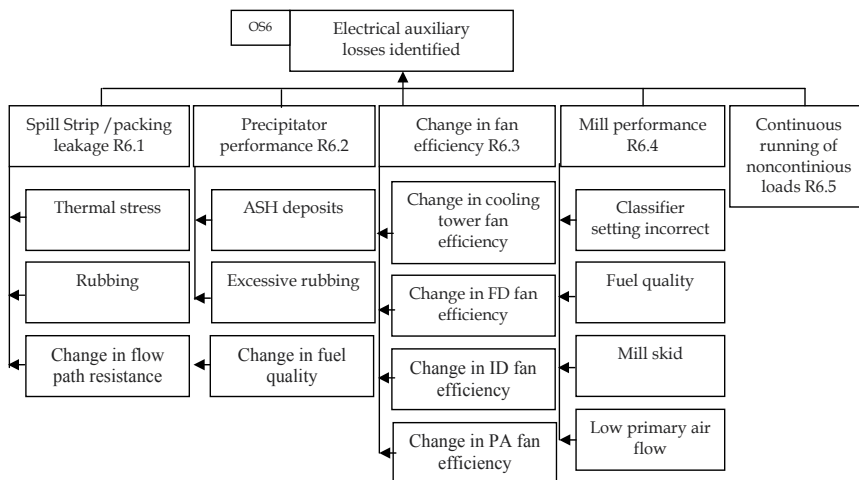 OS6
Electrical auxiliary
losses identified
Spill Strip /packing
leakage R6.1
Precipitator
performance R6.2
Change in fan
efficiency R6.3
Mill performance
R6.4
Continuous
running of
noncontinious
loads R6.5
Thermal stress
Rubbing
Change in flow
path resistance
ASH deposits
Excessive rubbing
Change in fuel
quality
Change in cooling
tower fan
efficiency
Change in FD fan
efficiency
Change in ID fan
efficiency
Change in PA fan
efficiency
Classifier
setting incorrect
Fuel quality
Mill skid
Low primary air
flow